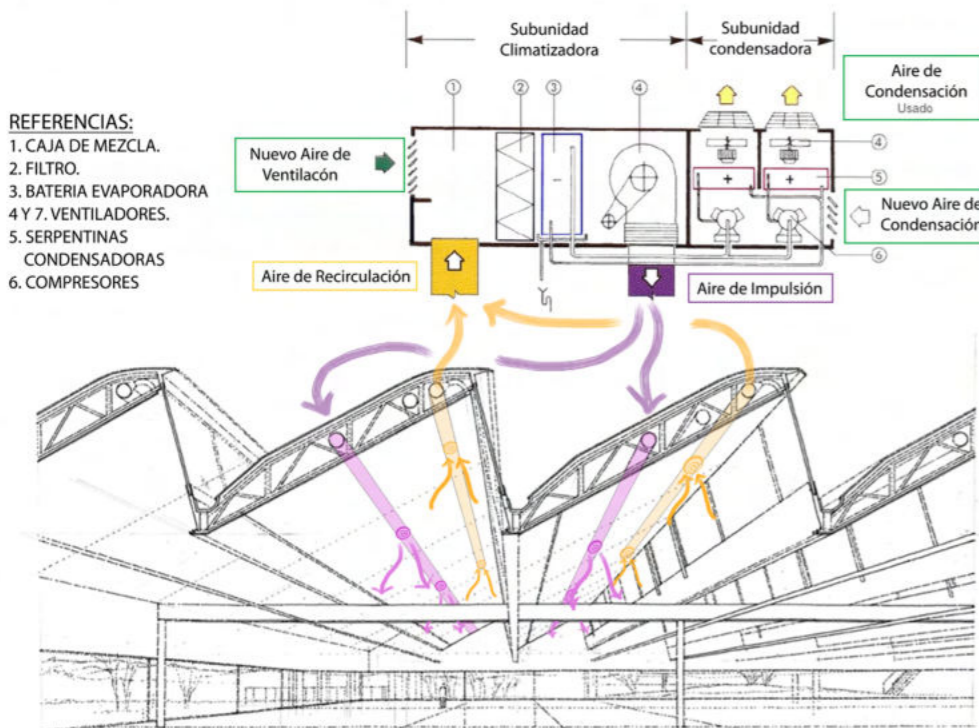 Subunidad
Climatizadora
Subunidad
condensadora
Aire de
Condensación
Usado
REFERENCIAS:
1. CAJA DE MEZCLA.
2. FILTRO.
3. BATERIA EVAPORADORA
4 Y 7. VENTILADORES.
5. SERPENTINAS
CONDENSADORAS
6. COMPRESORES
1
2
3
4
4
5
6
Nuevo Aire de
Ventilacón
- 
+
+
Nuevo Aire de
Condensación
Aire de Recirculación
Aire de Impulsión